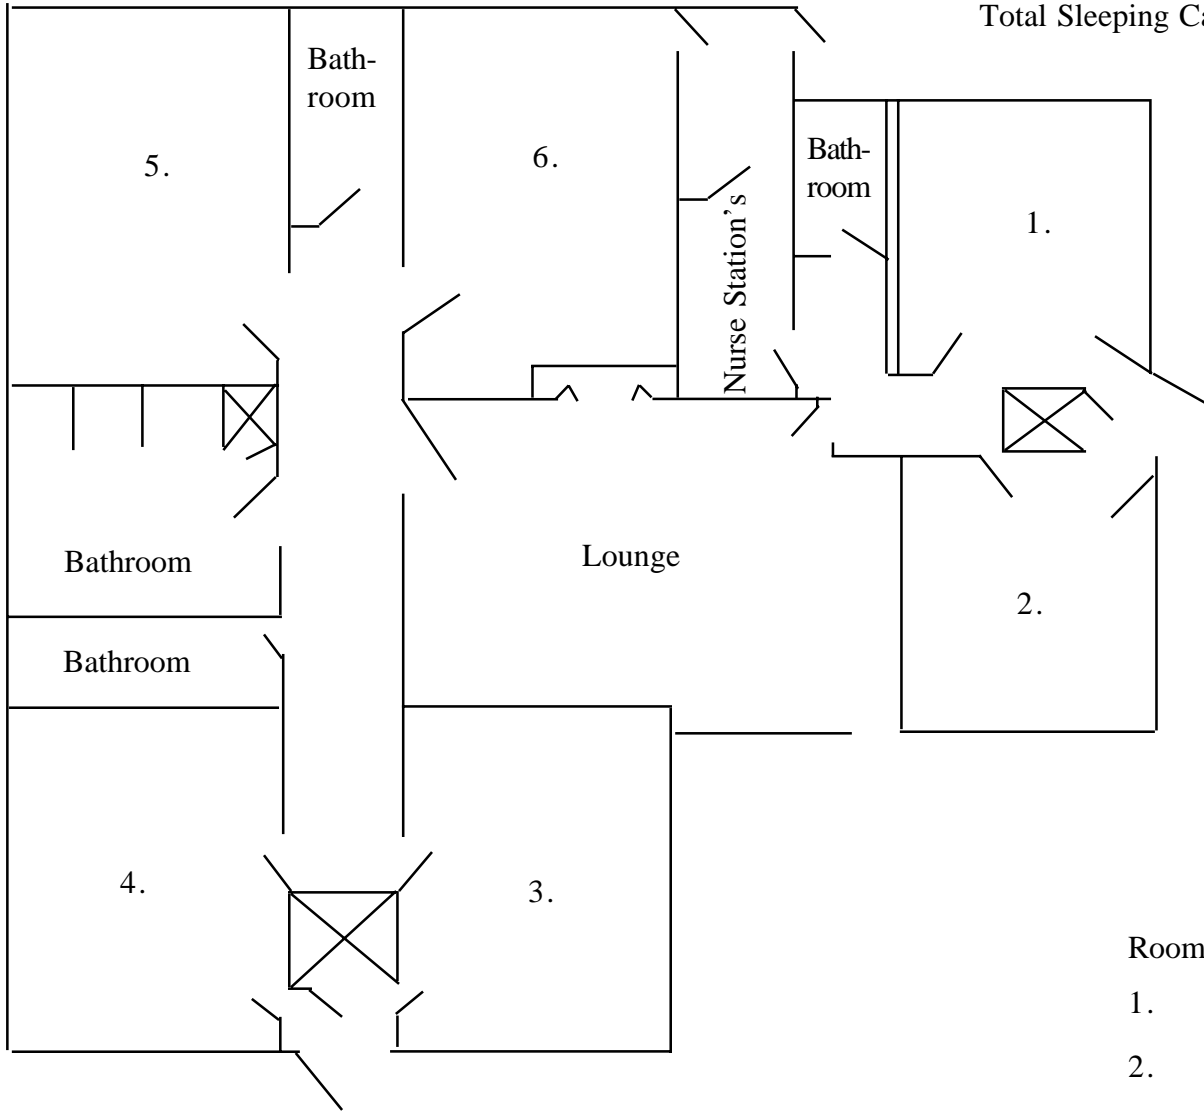 Total Sleeping Ca
Bath-
room
5.
6.
Bath-
room
1.
Nurse Station's
Bathroom
Lounge
2.
Bathroom
4.
3.
Room
1.
2.